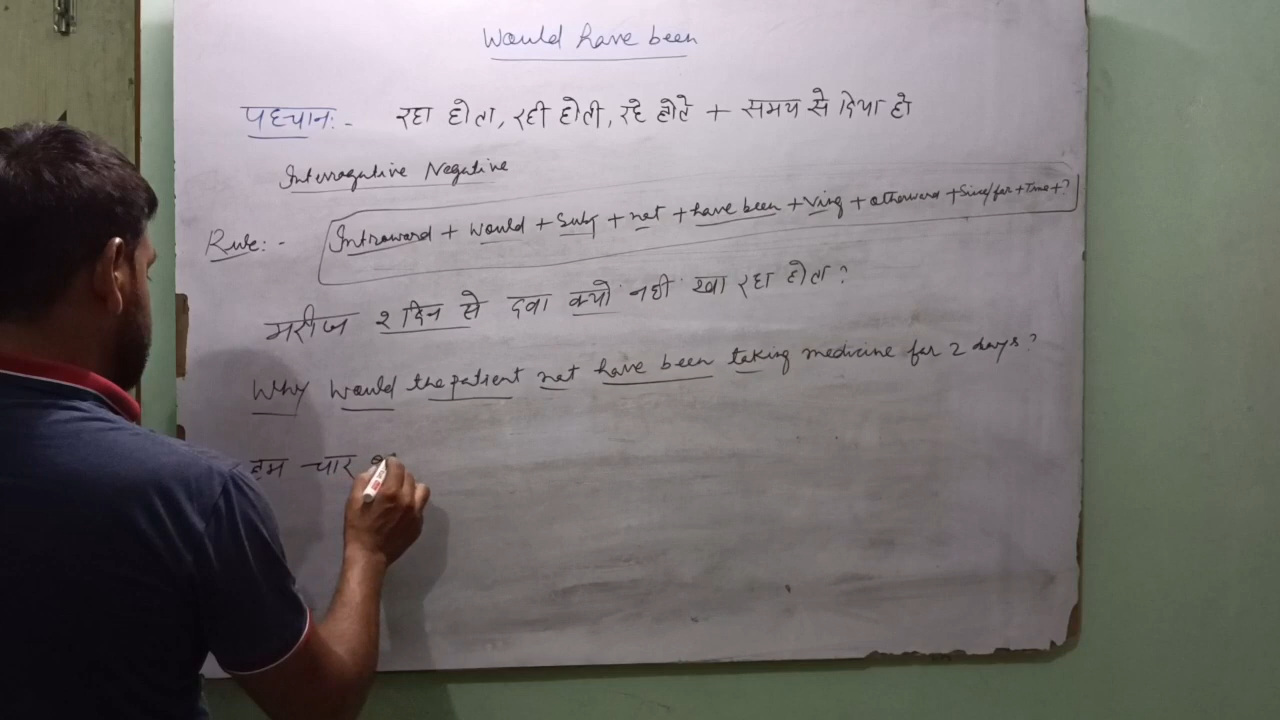 Would have been
पहचान:- रहा होता, रही होती, रहे होते + समय से दिया हो
Interrogative Negative
Rule:- Introword + would + Subj + not + have been + Ving + otherword + Since/for + Time + ?
मरीज २ दिन से दवा क्यों नहीं खा रहा होता?
Why would the patient not have been taking medicine for 2 days?
हम चार